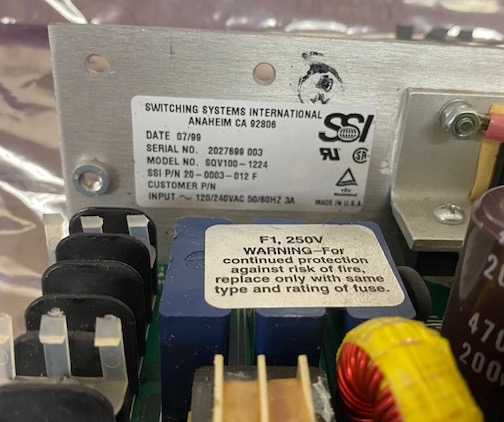 SWITCHING SYSTEMS INTERNATIONAL
ANAHEIM CA 92806
SSI
DATE 07/99
SERIAL NO. 2027699 003
MODEL NO. SQV100-1224
SSI P/N 20-0003-012 F
CUSTOMER P/N
INPUT ~ 120/240VAC 50/60HZ 3A
MADE IN U.S.A.
F1, 250V
WARNING-For
continued protection
against risk of fire,
replace only with same
type and rating of fuse.
470
200